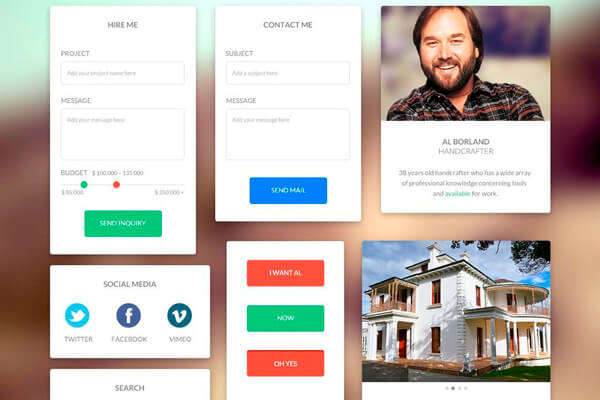 HIRE ME
PROJECT
Add your project name here
MESSAGE
Add your message here
BUDGET $ 100 000 - 135 000
$ 85 000 $ 350 000 +
SEND INQUIRY
CONTACT ME
SUBJECT
Add a subject here
MESSAGE
Add your message here
SEND MAIL
AL BORLAND
HANDCRAFTER
38 years old handcrafter who has a wide array
of professional knowledge concerning tools
and available for work.
SOCIAL MEDIA
TWITTER FACEBOOK VIMEO
SEARCH
I WANT AL
NOW
OH YES